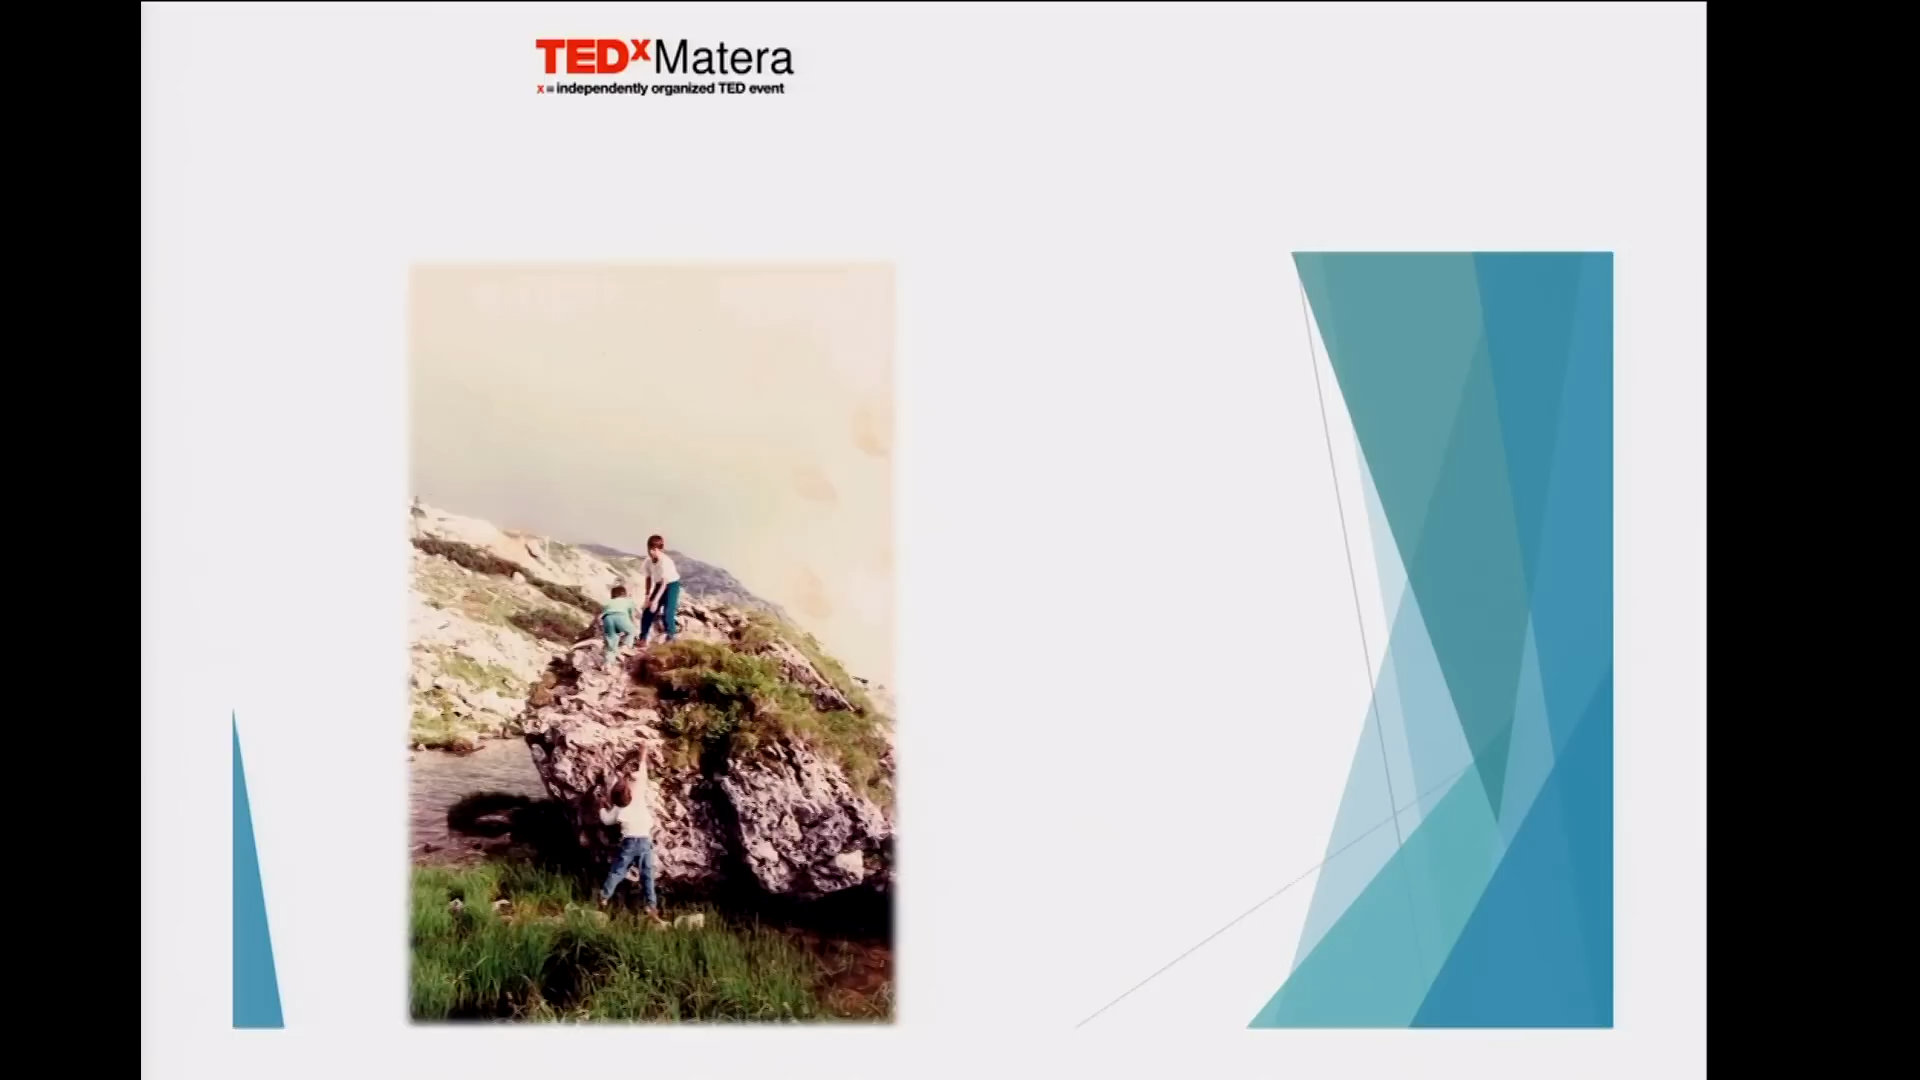 TEDxMatera
x = independently organized TED event